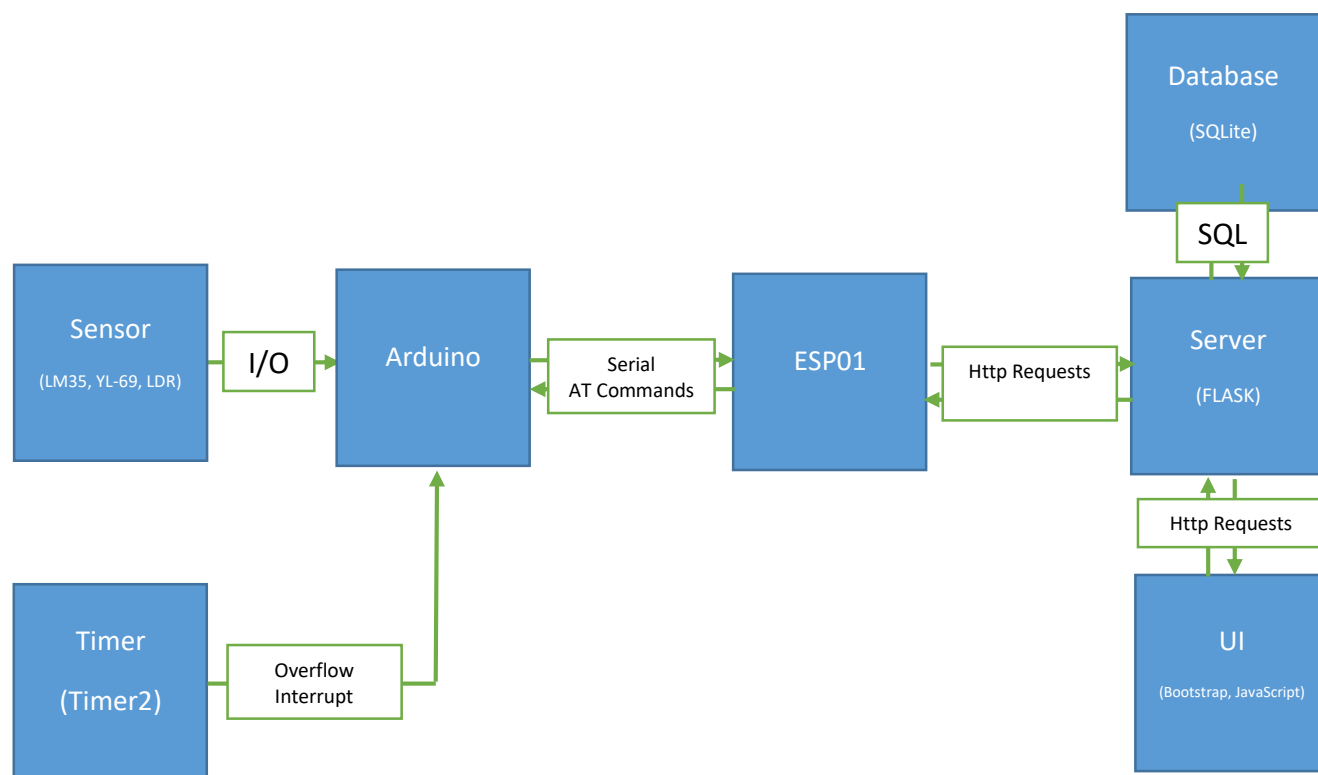 Database
(SQLite)
SQL
Sensor
(LM35, YL-69, LDR)
I/O
Arduino
Serial
AT Commands
ESP01
Http Requests
Server
(FLASK)
Http Requests
Timer
(Timer2)
Overflow
Interrupt
UI
(Bootstrap, JavaScript)